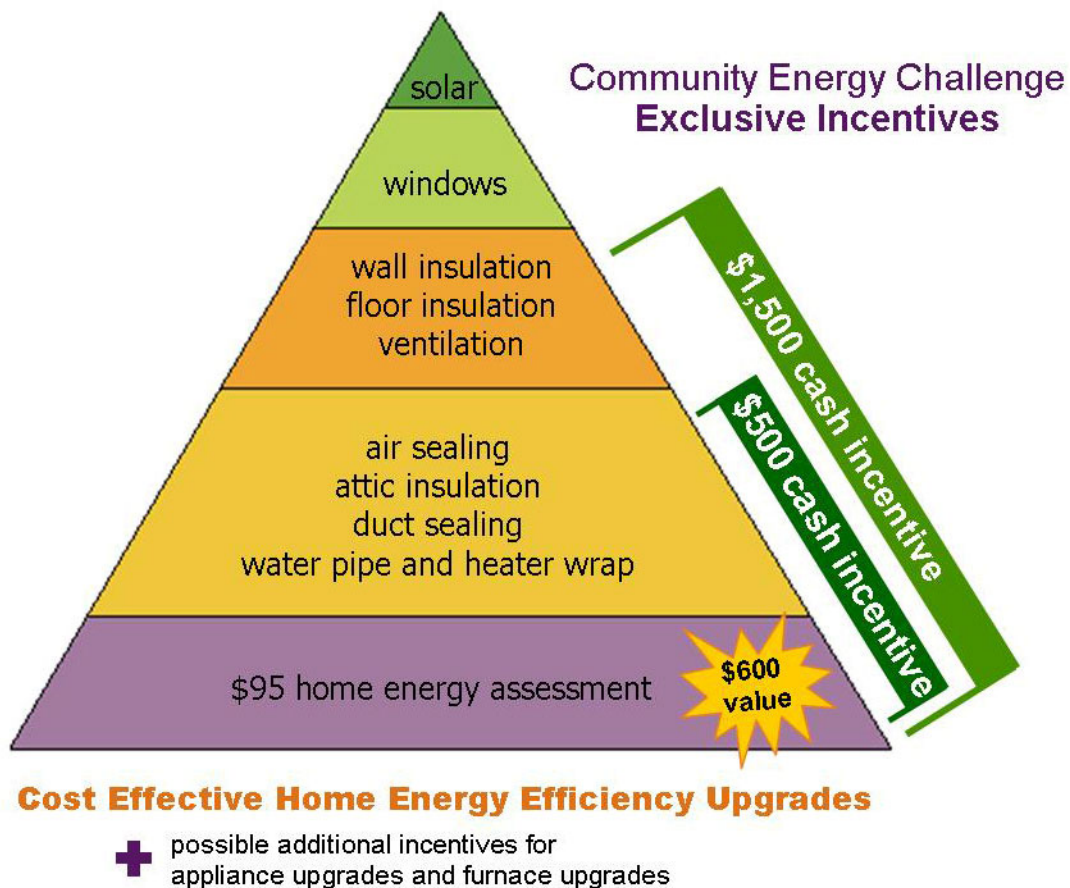 Community Energy Challenge
Exclusive Incentives
solar
windows
wall insulation
floor insulation
ventilation
air sealing
attic insulation
duct sealing
water pipe and heater wrap
$95 home energy assessment
$600
value
$1,500 cash incentive
$500 cash incentive
Cost Effective Home Energy Efficiency Upgrades
+ possible additional incentives for
appliance upgrades and furnace upgrades